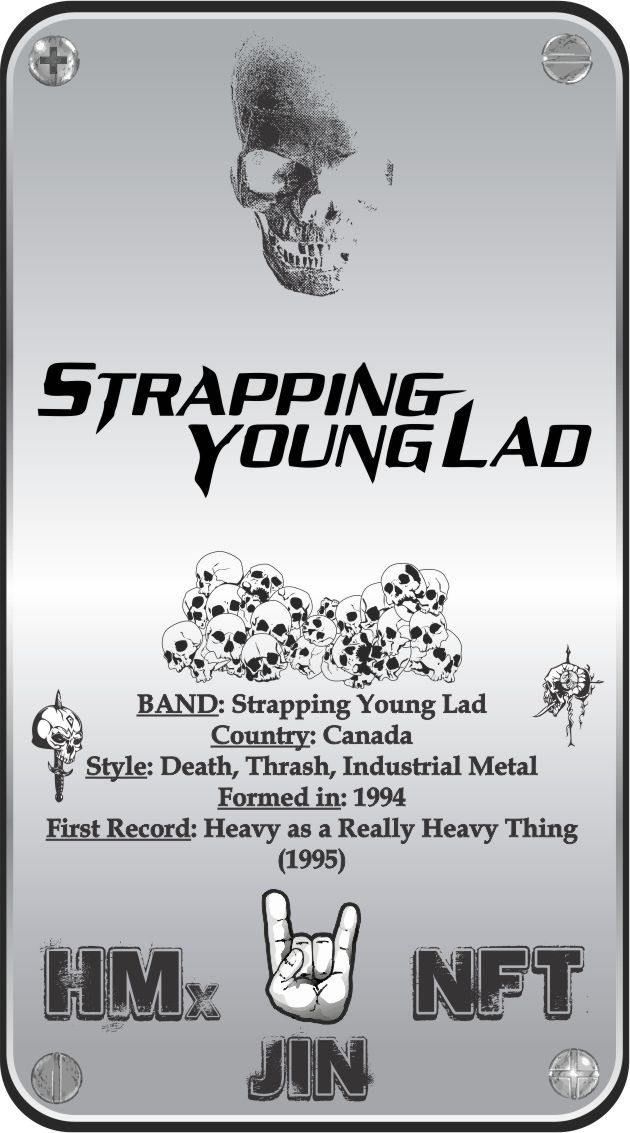 STRAPPING
YOUNG LAD
BAND: Strapping Young Lad
Country: Canada
Style: Death, Thrash, Industrial Metal
Formed in: 1994
First Record: Heavy as a Really Heavy Thing
(1995)
HMx NFT
JIN